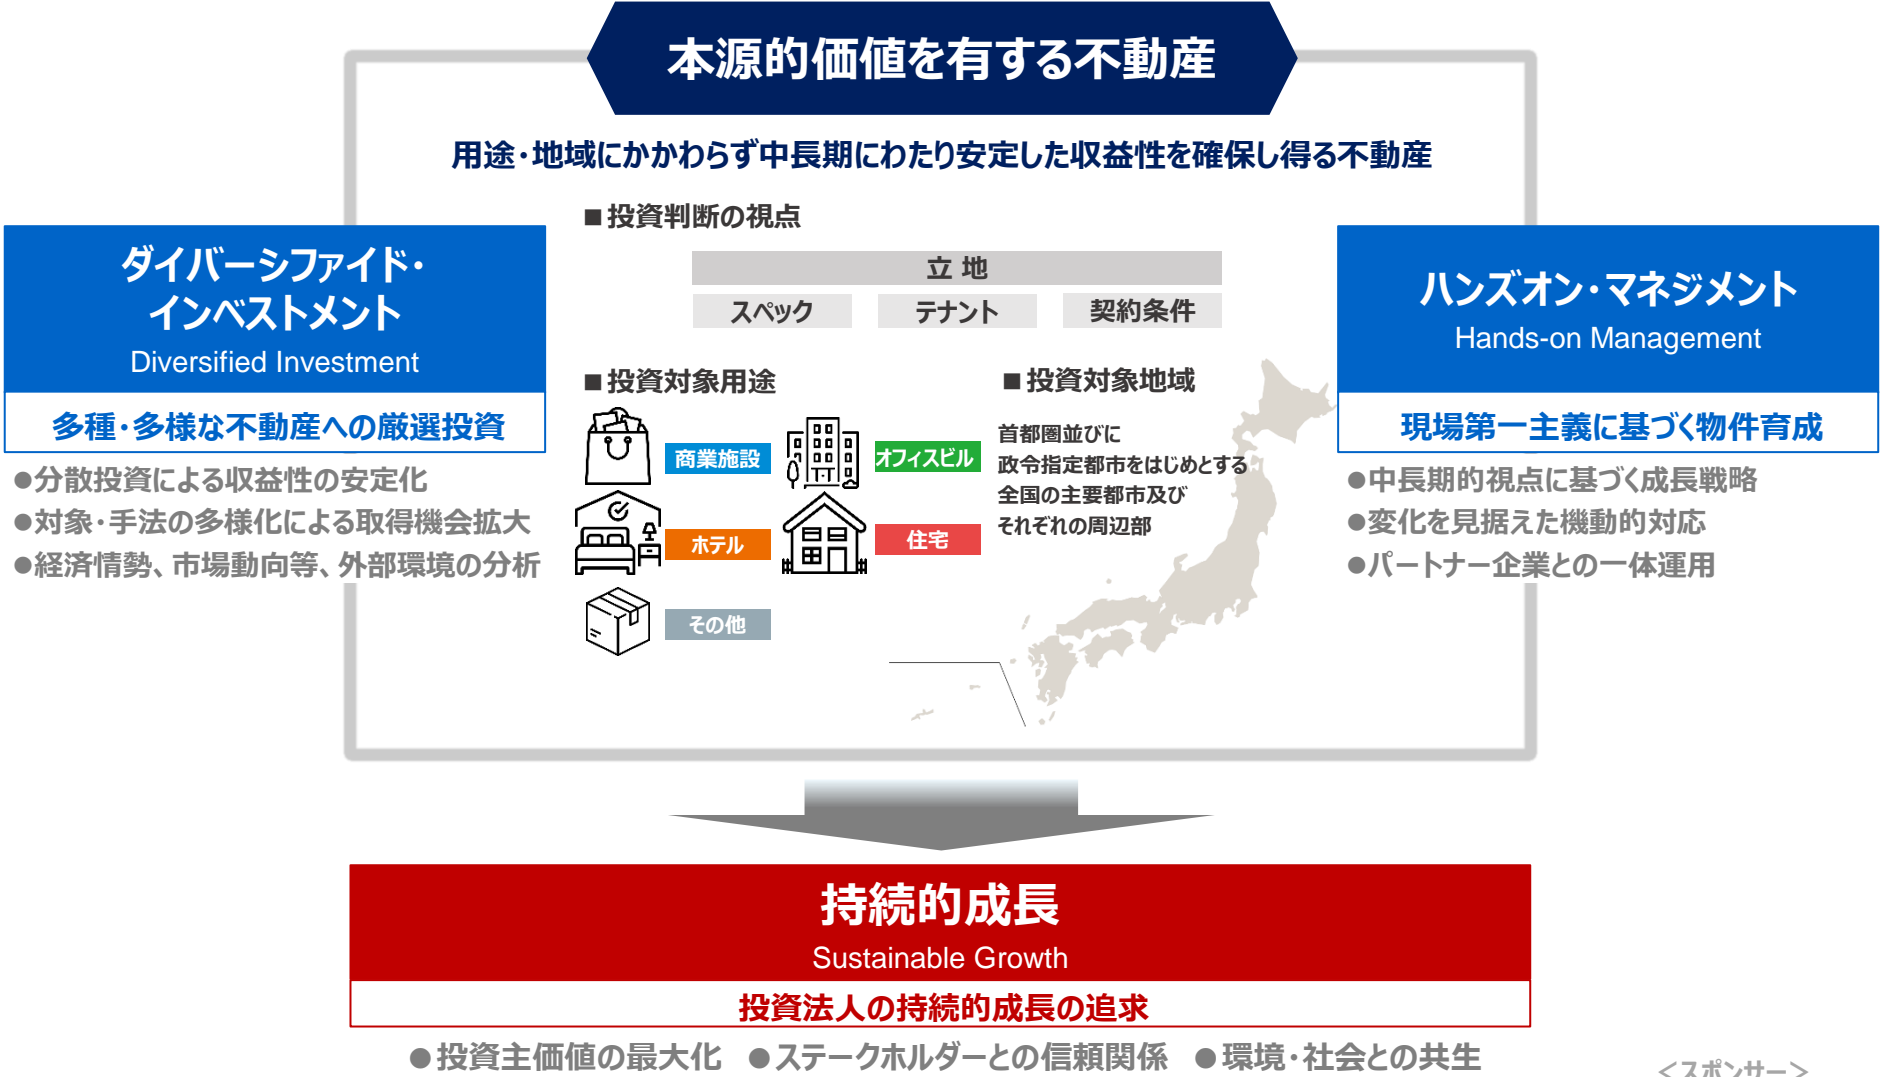 本源的価値を有する不動産
用途・地域にかかわらず中長期にわたり安定した収益性を確保し得る不動産
ダイバーシファイド・
インベストメント
Diversified Investment
多種・多様な不動産への厳選投資
●分散投資による収益性の安定化
●対象・手法の多様化による取得機会拡大
●経済情勢、市場動向等、外部環境の分析
■投資判断の視点
立 地
スペック テナント 契約条件
■投資対象用途
商業施設 オフィスビル
ホテル 住宅
その他
■投資対象地域
首都圏並びに
政令指定都市をはじめとする
全国の主要都市及び
それぞれの周辺部
ハンズオン・マネジメント
Hands-on Management
現場第一主義に基づく物件育成
●中長期的視点に基づく成長戦略
●変化を見据えた機動的対応
●パートナー企業との一体運用
持続的成長
Sustainable Growth
投資法人の持続的成長の追求
●投資主価値の最大化 ●ステークホルダーとの信頼関係 ●環境・社会との共生
＜スポンサー＞